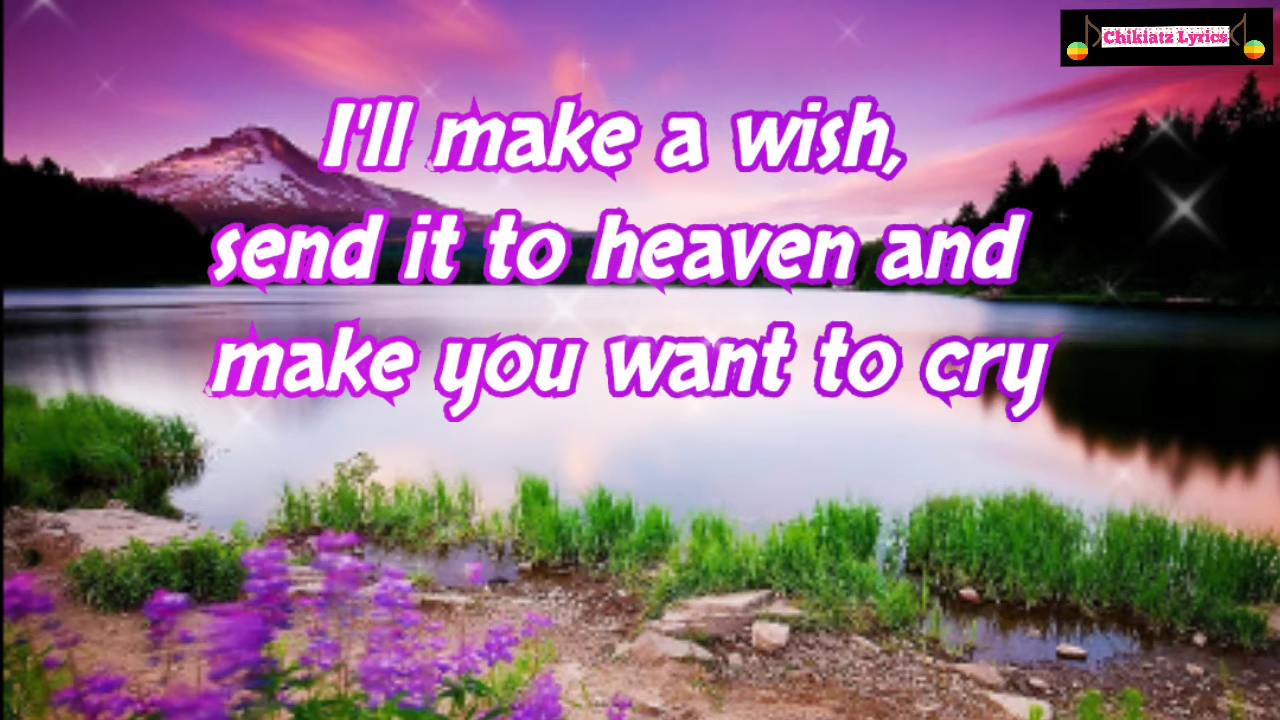 Chikiatz Lyrics
I'll make a wish,
send it to heaven and
make you want to cry